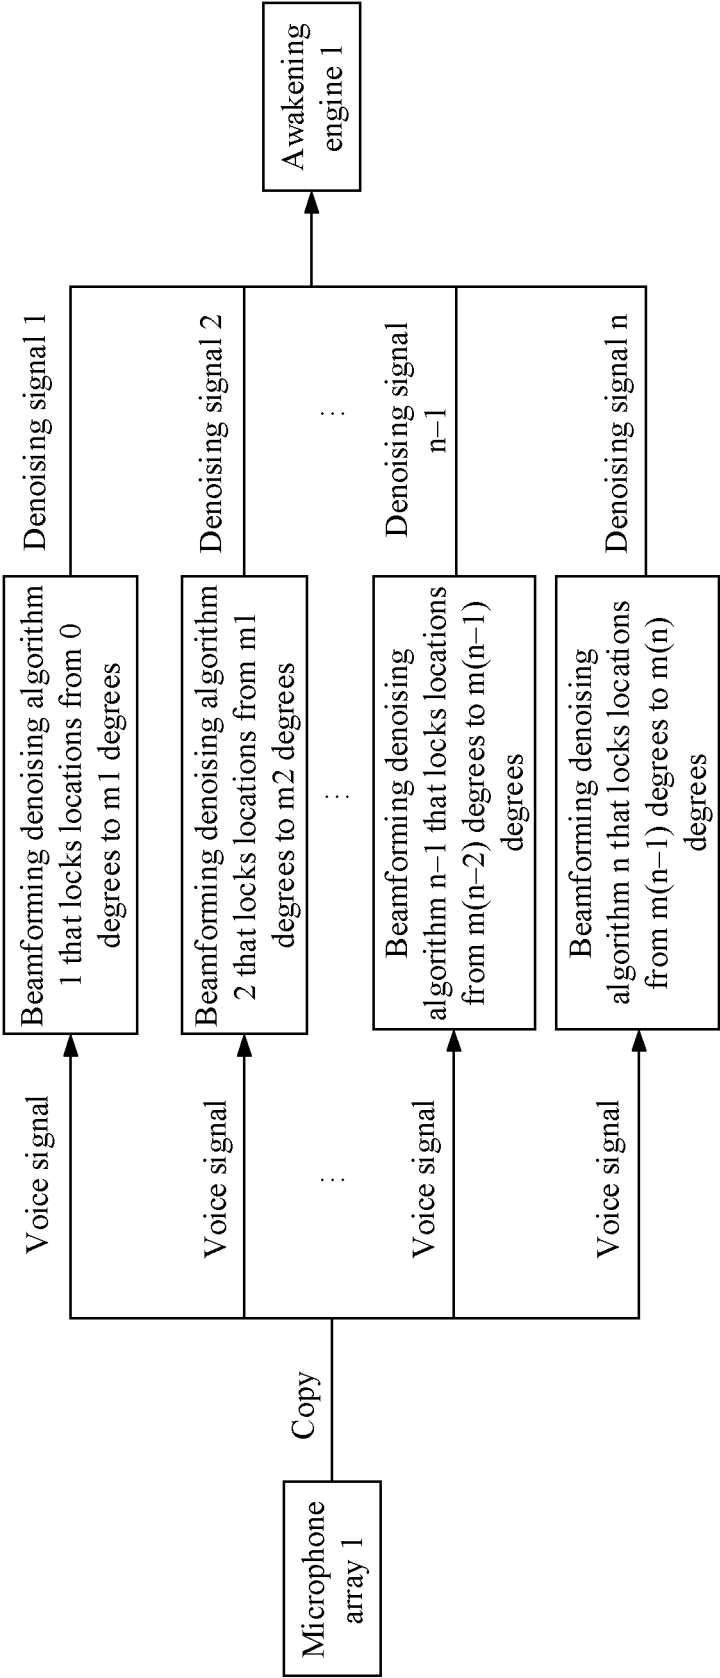 Microphone
array 1
Copy
Voice signal
Voice signal
...
Voice signal
Voice signal
Beamforming denoising algorithm
1 that locks locations from 0
degrees to m1 degrees
Beamforming denoising algorithm
2 that locks locations from m1
degrees to m2 degrees
...
Beamforming denoising
algorithm n−1 that locks locations
from m(n−2) degrees to m(n−1)
degrees
Beamforming denoising
algorithm n that locks locations
from m(n−1) degrees to m(n)
degrees
Denoising signal 1
Denoising signal 2
...
Denoising signal
n−1
Denoising signal n
Awakening
engine 1